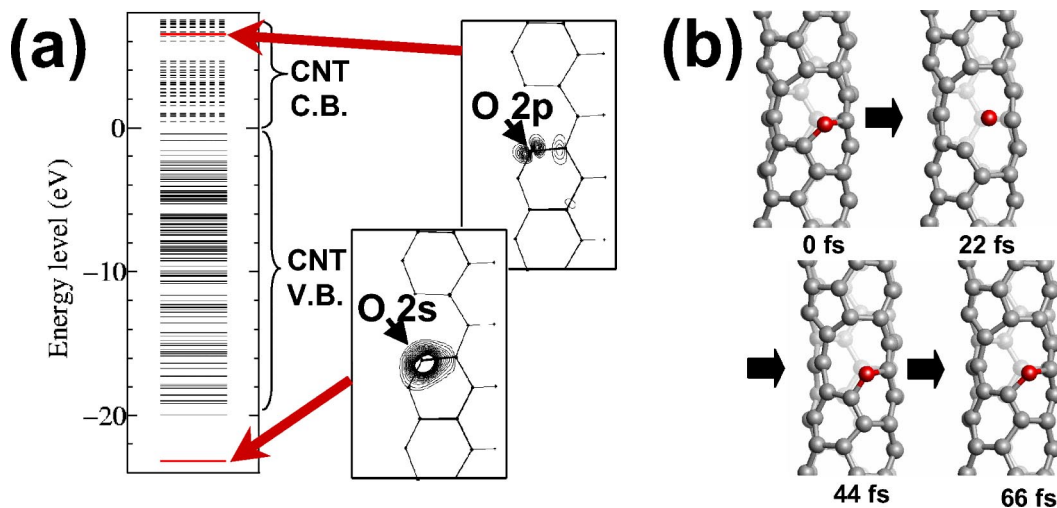 (a)
Energy level (eV)
0
−10
−20
CNT
C.B.
CNT
V.B.
O 2p
O 2s
(b)
0 fs
22 fs
44 fs
66 fs